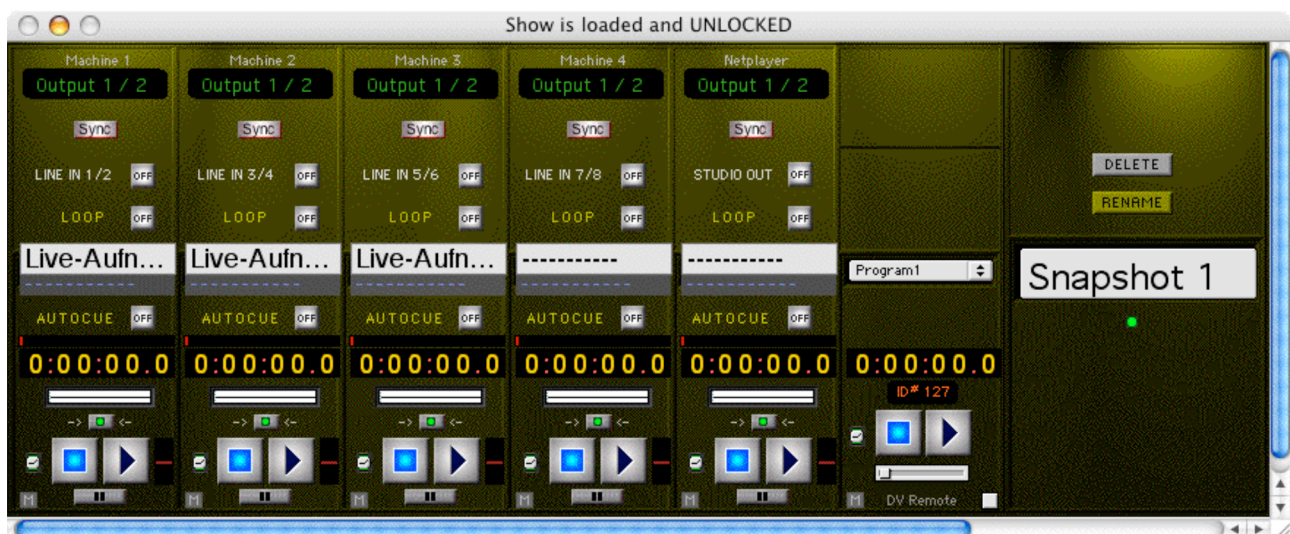 Show is loaded and UNLOCKED
Machine 1 Machine 2 Machine 3 Machine 4 Netplayer
Output 1 / 2 Output 1 / 2 Output 1 / 2 Output 1 / 2 Output 1 / 2
Sync Sync Sync Sync Sync
DELETE
LINE IN 1/2 OFF LINE IN 3/4 OFF LINE IN 5/6 OFF LINE IN 7/8 OFF STUDIO OUT OFF
RENAME
LOOP OFF LOOP OFF LOOP OFF LOOP OFF LOOP OFF
Live-Aufn... Live-Aufn... Live-Aufn... ----------- -----------
Program1 Snapshot 1
----------- ----------- ----------- ----------- -----------
AUTOCUE OFF AUTOCUE OFF AUTOCUE OFF AUTOCUE OFF AUTOCUE OFF
0:00:00.0 0:00:00.0 0:00:00.0 0:00:00.0 0:00:00.0 0:00:00.0
ID# 127
-> <- -> <- -> <- -> <- -> <-
M M M M M M DV Remote